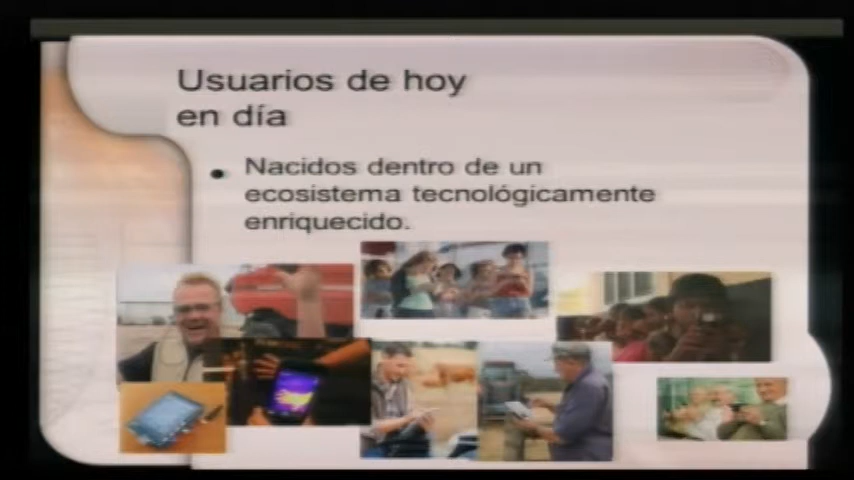 Usuarios de hoy
en día
• Nacidos dentro de un
ecosistema tecnológicamente
enriquecido.